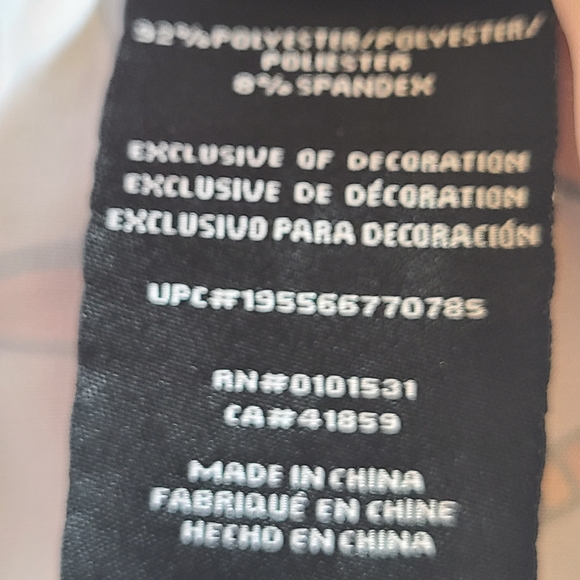 92%POLYESTER/POLYESTER/
POLIESTER
8% SPANDEX
EXCLUSIVE OF DECORATION
EXCLUSIVE DE DÉCORATION
EXCLUSIVO PARA DECORACIÓN
UPC#195566770785
RN#0101531
CA#41859
MADE IN CHINA
FABRIQUÉ EN CHINE
HECHO EN CHINA